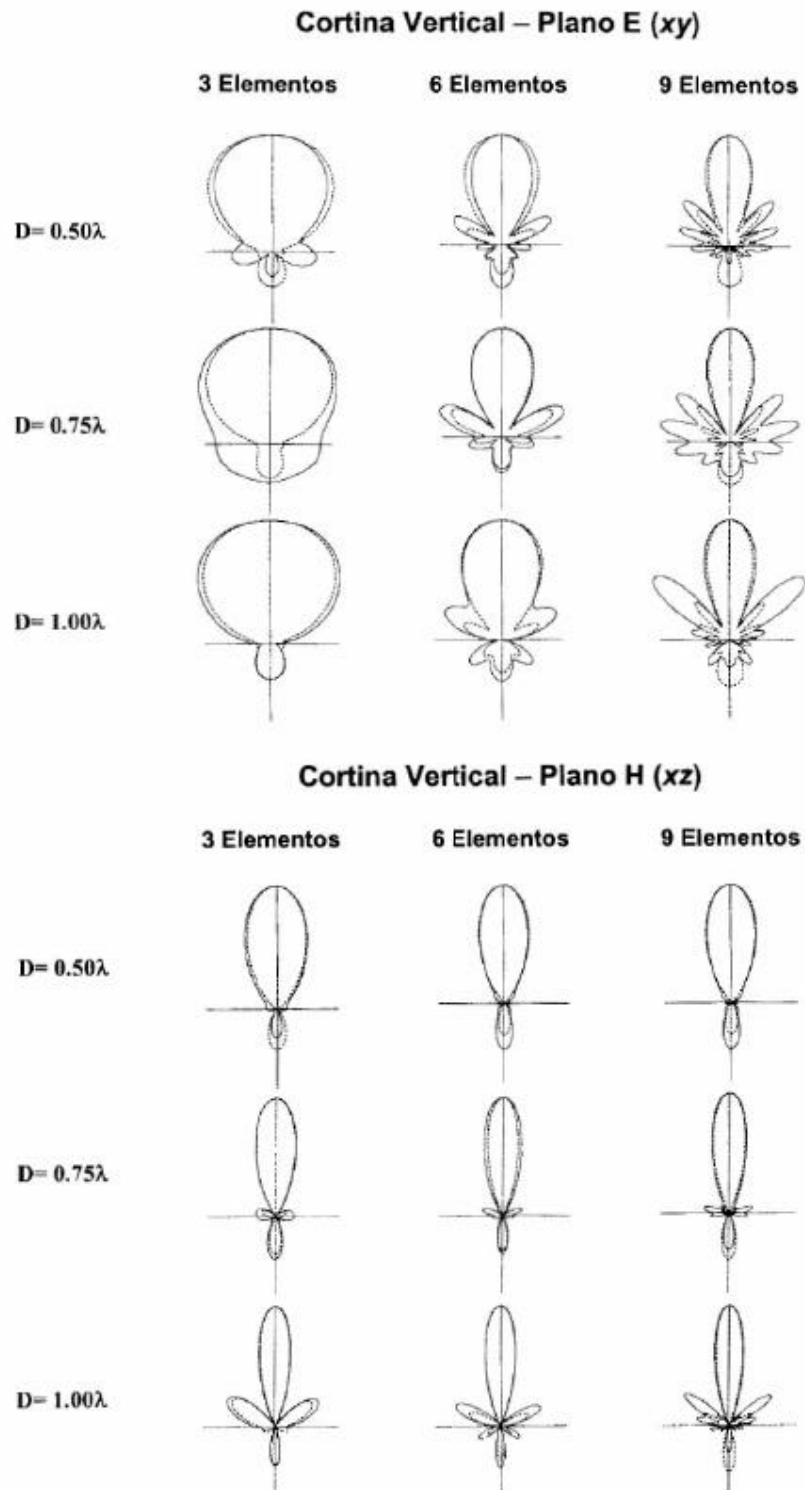 Cortina Vertical – Plano E (xy)
3 Elementos 6 Elementos 9 Elementos
D= 0.50λ
D= 0.75λ
D= 1.00λ
Cortina Vertical – Plano H (xz)
3 Elementos 6 Elementos 9 Elementos
D= 0.50λ
D= 0.75λ
D= 1.00λ